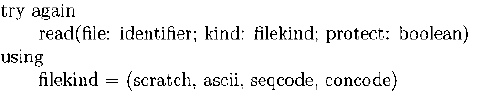 try again
read(file: identifier; kind: filekind; protect: boolean)
using
filekind = (scratch, ascii, seqcode, concode)